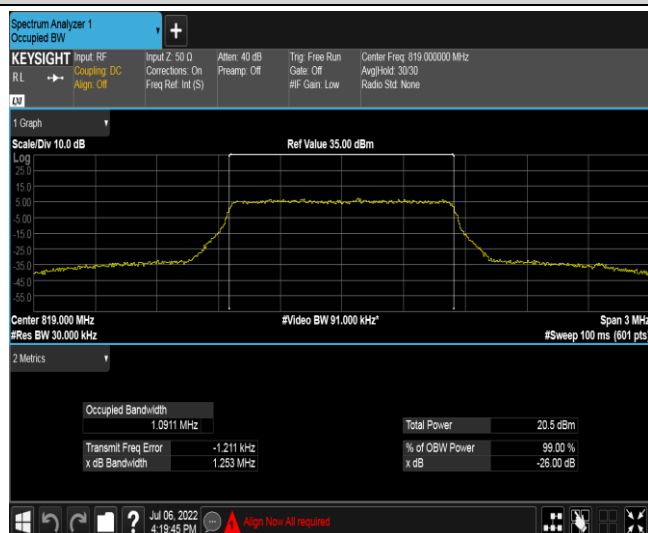 Spectrum Analyzer 1
Occupied BW
+
KEYSIGHT Input: RF Input Z: 50 Ω Atten: 40 dB Trig: Free Run Center Freq: 819.000000 MHz
RL Coupling: DC Corrections: On Preamp: Off Gate: Off Avg|Hold: 30/30
Align: Off Freq Ref: Int (S) #IF Gain: Low Radio Std: None
LXI
1 Graph
Scale/Div 10.0 dB Ref Value 35.00 dBm
Log
25.0
15.0
5.00
-5.00
-15.0
-25.0
-35.0
-45.0
-55.0
Center 819.000 MHz #Video BW 91.000 kHz* Span 3 MHz
#Res BW 30.000 kHz #Sweep 100 ms (601 pts)
2 Metrics
Occupied Bandwidth
1.0911 MHz Total Power 20.5 dBm
Transmit Freq Error -1.211 kHz % of OBW Power 99.00 %
x dB Bandwidth 1.253 MHz x dB -26.00 dB
? Jul 06, 2022
4:19:45 PM
1 Align Now All required